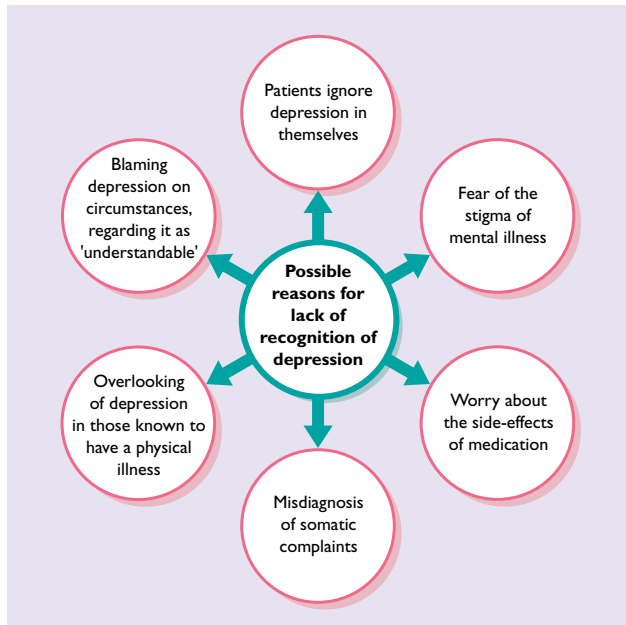 Patients ignore
depression in
themselves
Fear of the
stigma of
mental illness
Worry about
the side-effects
of medication
Misdiagnosis
of somatic
complaints
Overlooking
of depression
in those known to
have a physical
illness
Blaming
depression on
circumstances,
regarding it as
'understandable'
Possible
reasons for
lack of
recognition of
depression